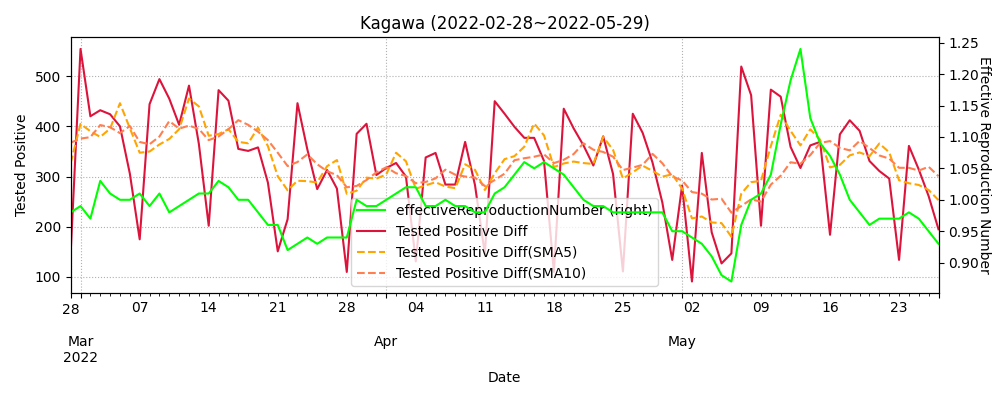 Kagawa (2022-02-28~2022-05-29)
Tested Positive
500
400
300
200
100
1.25
1.20
1.15
1.10
1.05
1.00
0.95
0.90
Effective Reproduction Number
effectiveReproductionNumber (right)
Tested Positive Diff
Tested Positive Diff(SMA5)
Tested Positive Diff(SMA10)
28 07 14 21 28 04 11 18 25 02 09 16 23
Mar Apr May
2022
Date